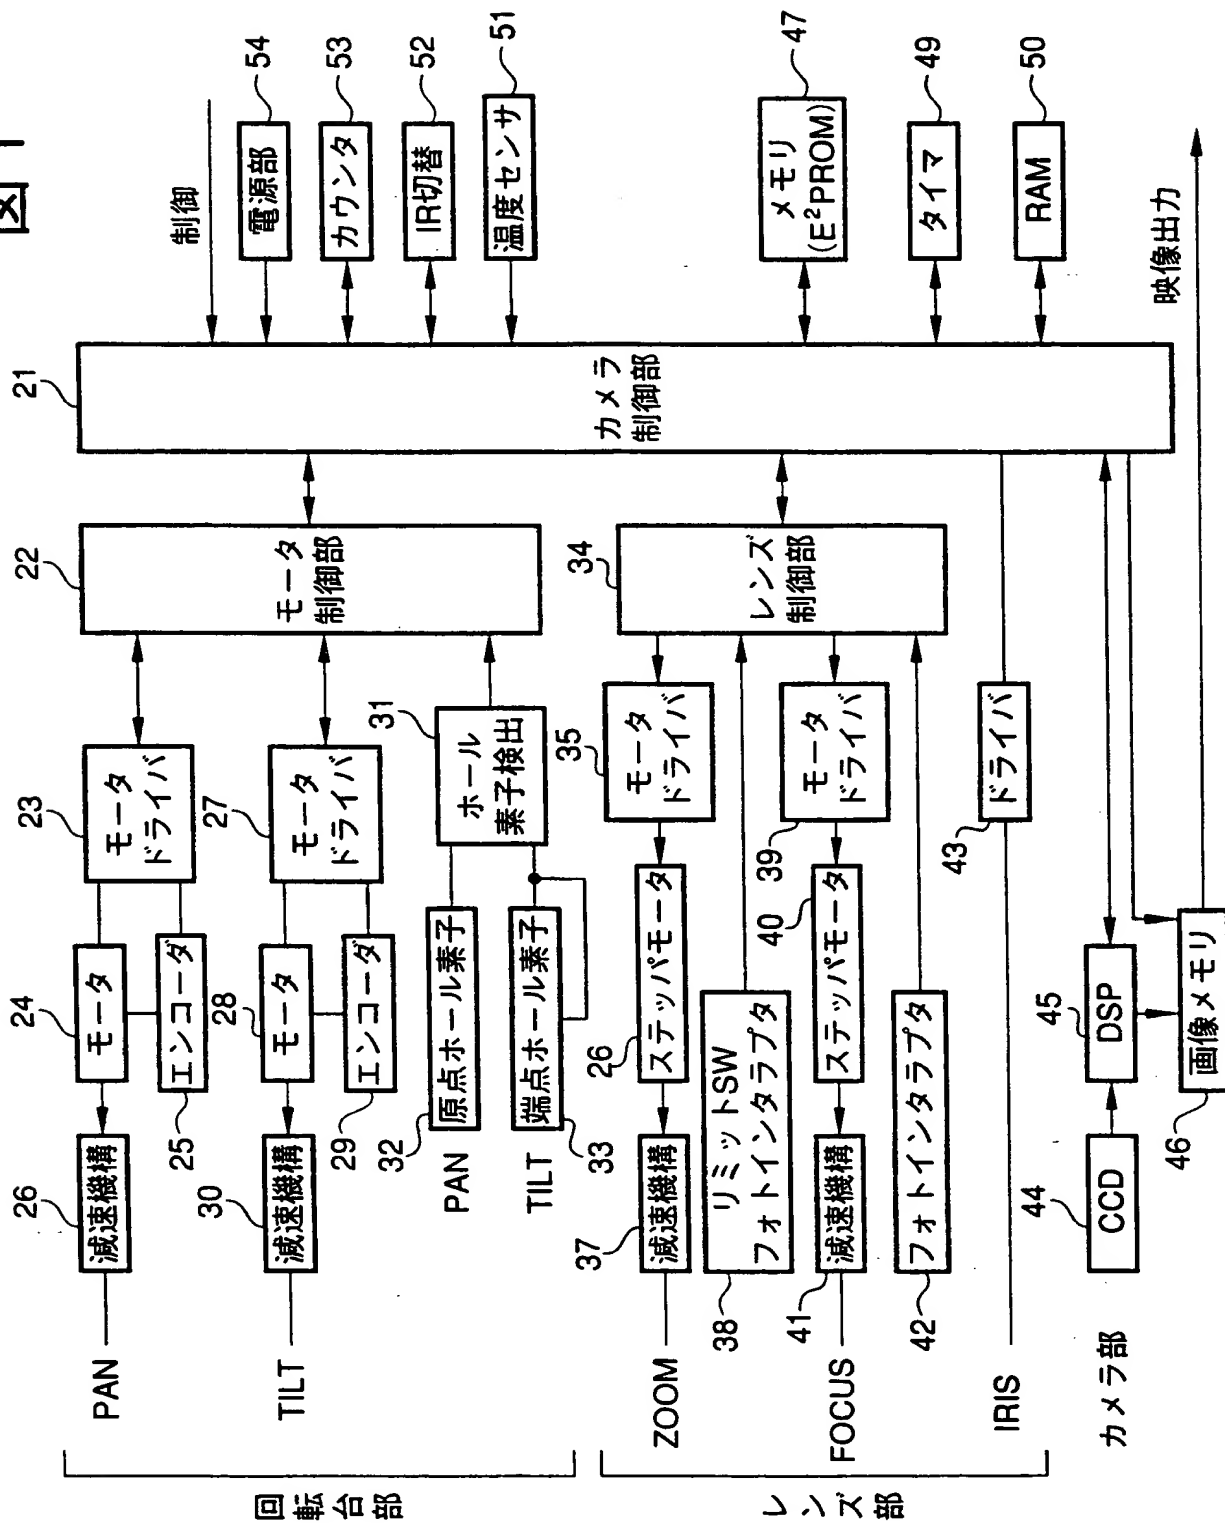 図1
回転台部
PAN
26
減速機構
24
モータ
25
エンコーダ
23
モータ
ドライバ
22
モータ
制御部
21
カメラ
制御部
制御
54
電源部
53
カウンタ
52
IR切替
51
温度センサ
TILT
30
減速機構
28
モータ
29
エンコーダ
27
モータ
ドライバ
PAN
32
原点ホール素子
31
ホール
素子検出
TILT
33
端点ホール素子
レンズ部
ZOOM
37
減速機構
26
ステッパモータ
35
モータ
ドライバ
34
レンズ
制御部
38
リミットSW
フォトインタラプタ
47
メモリ
(E²PROM)
FOCUS
41
減速機構
40
ステッパモータ
39
モータ
ドライバ
42
フォトインタラプタ
49
タイマ
IRIS
43
ドライバ
50
RAM
カメラ部
44
CCD
45
DSP
46
画像メモリ
映像出力